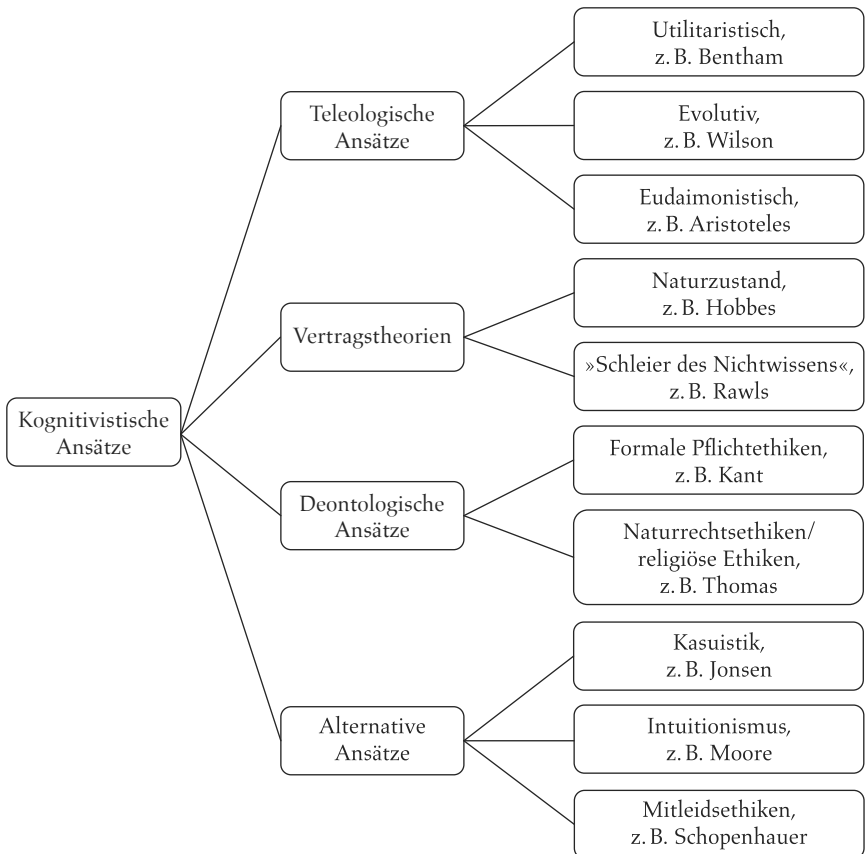 Kognitivistische
Ansätze
Teleologische
Ansätze
Utilitaristisch,
z. B. Bentham
Evolutiv,
z. B. Wilson
Eudaimonistisch,
z. B. Aristoteles
Vertragstheorien
Naturzustand,
z. B. Hobbes
»Schleier des Nichtwissens«,
z. B. Rawls
Deontologische
Ansätze
Formale Pflichtethiken,
z. B. Kant
Naturrechtsethiken/
religiöse Ethiken,
z. B. Thomas
Alternative
Ansätze
Kasuistik,
z. B. Jonsen
Intuitionismus,
z. B. Moore
Mitleidsethiken,
z. B. Schopenhauer